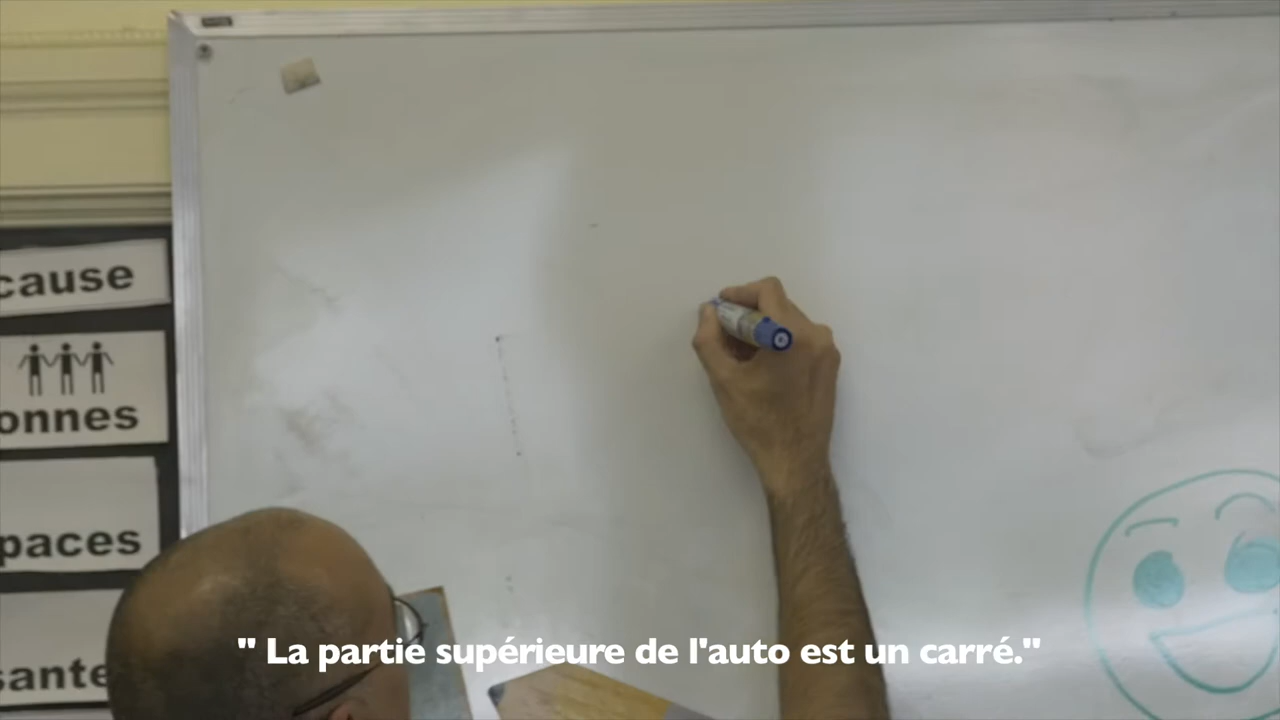 cause
onnes
paces
sante
" La partie supérieure de l'auto est un carré."